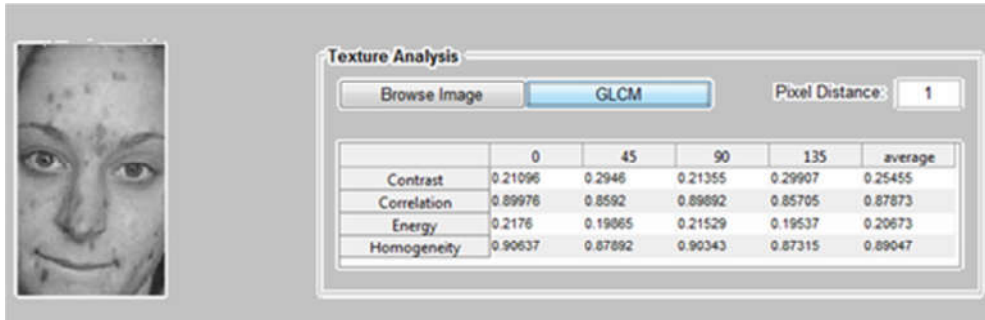 Texture Analysis
Browse Image GLCM Pixel Distance: 1
0 45 90 135 average
Contrast 0.21096 0.2946 0.21355 0.29907 0.25455
Correlation 0.89976 0.8592 0.89892 0.85705 0.87873
Energy 0.2176 0.19865 0.21529 0.19537 0.20673
Homogeneity 0.90637 0.87892 0.90343 0.87315 0.89047